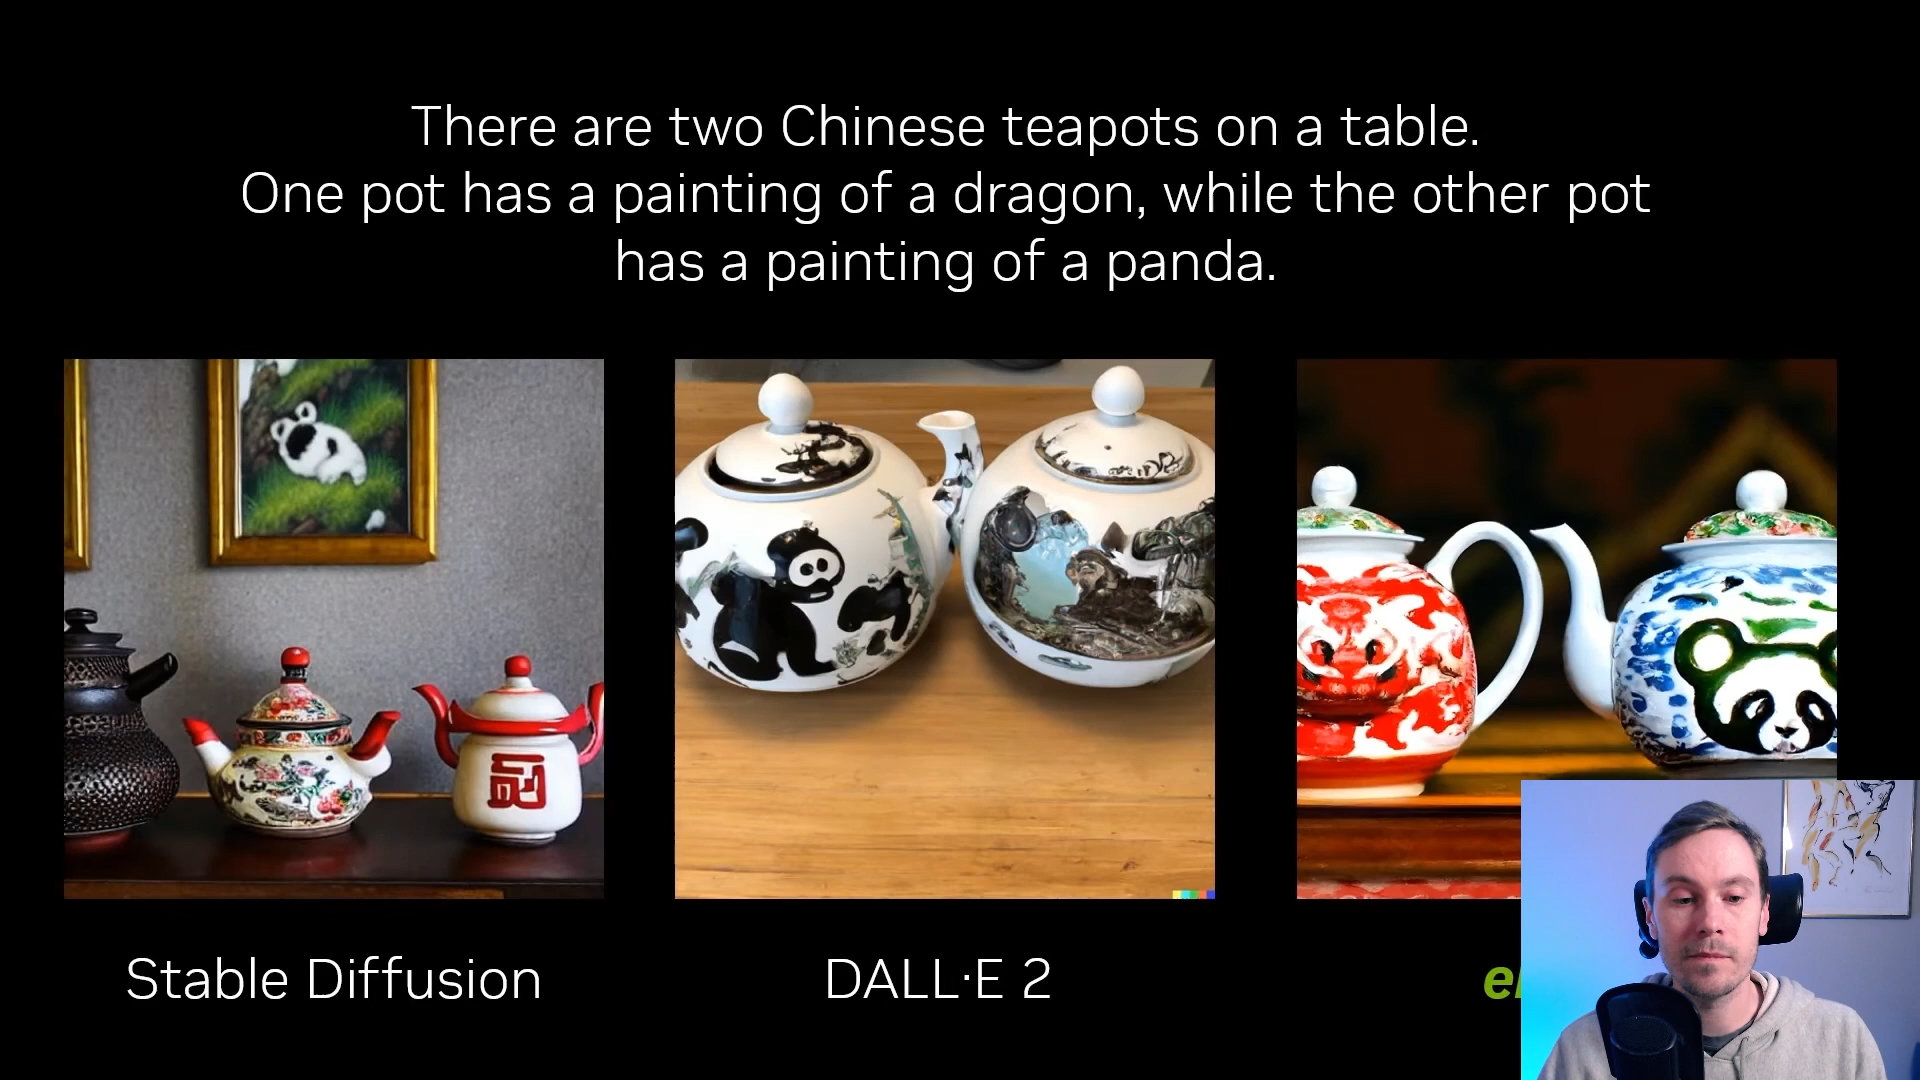 There are two Chinese teapots on a table.
One pot has a painting of a dragon, while the other pot
has a painting of a panda.
Stable Diffusion
DALL·E 2